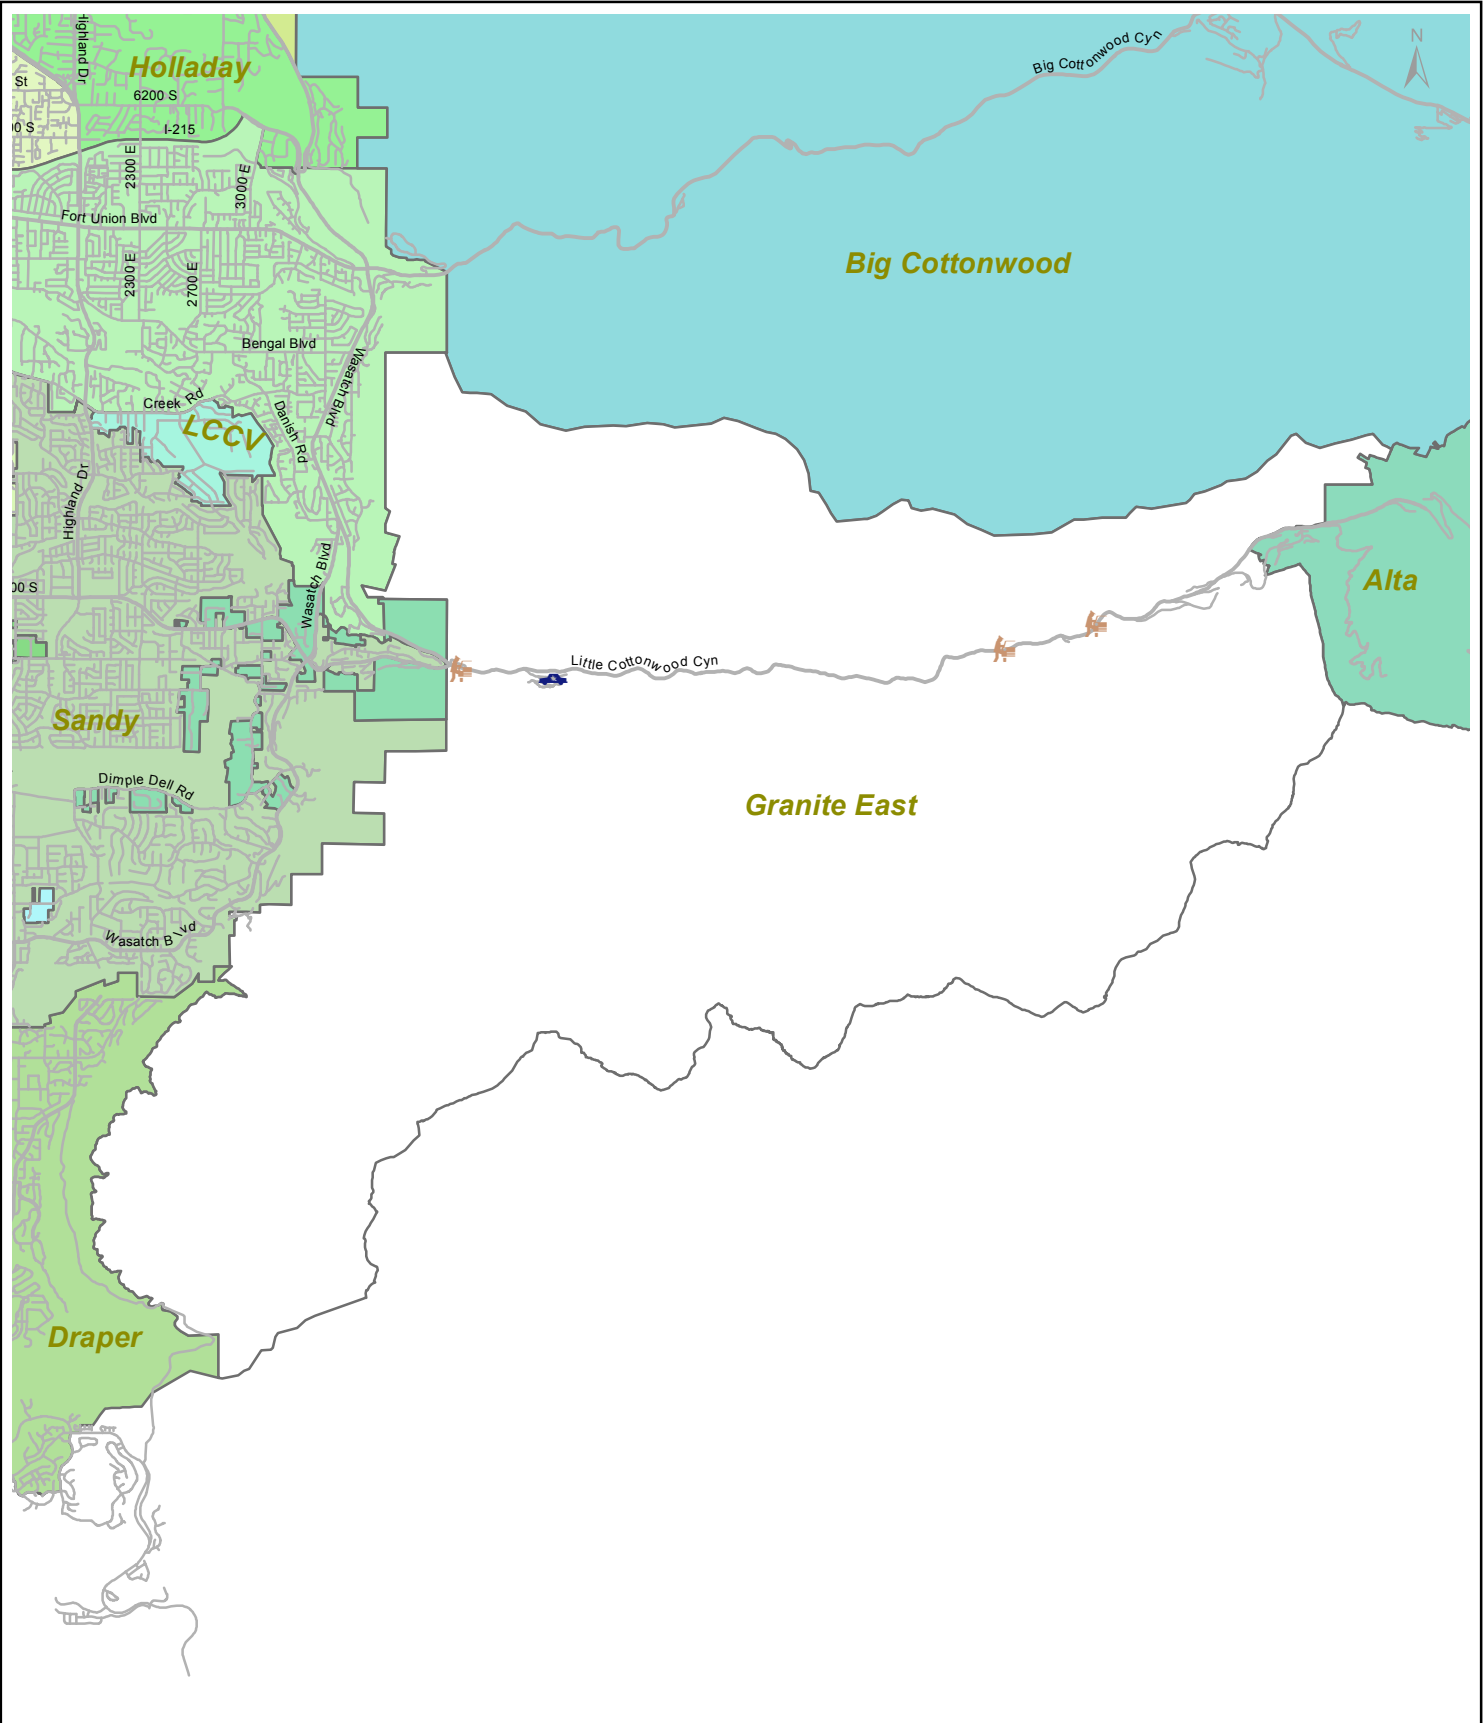 Highland Dr
Holladay
St
6200 S
I-215
00 S
2300 E
3000 E
Fort Union Blvd
2300 E
2700 E
Big Cottonwood Cyn
N
Big Cottonwood
Bengal Blvd
Wasatch Blvd
Creek Rd
LCCV
Danish Rd
Highland Dr
00 S
Wasatch Blvd
Alta
Little Cottonwood Cyn
Sandy
Dimple Dell Rd
Granite East
Wasatch Blvd
Draper